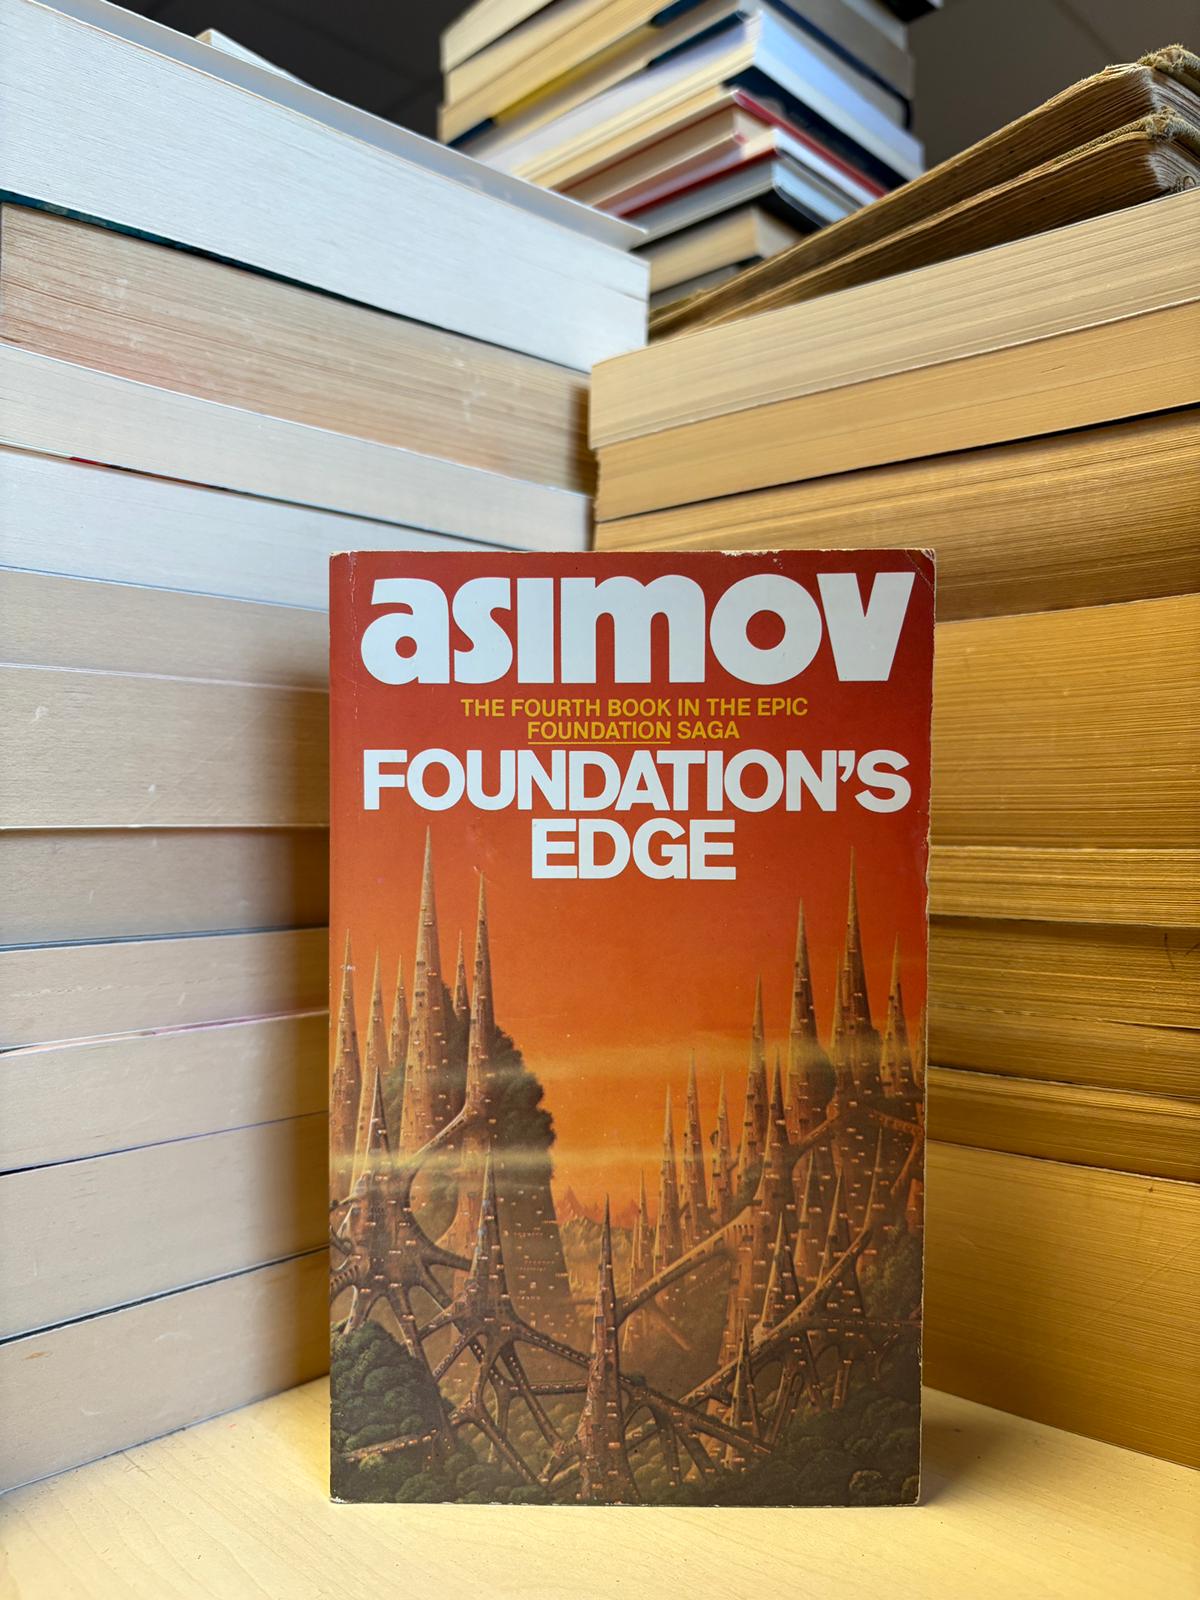 asimov
THE FOURTH BOOK IN THE EPIC
FOUNDATION SAGA
FOUNDATION'S
EDGE